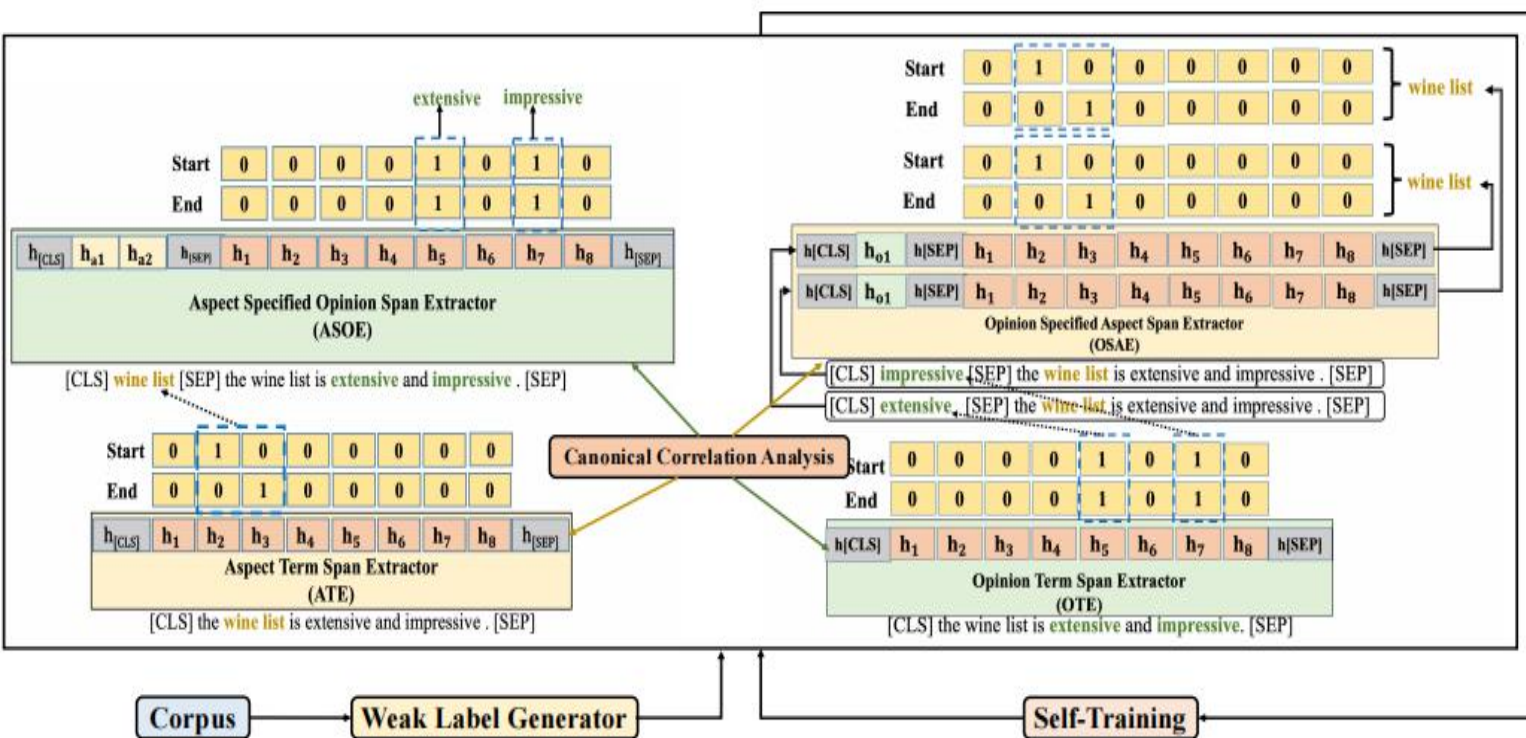 extensive impressive
Start 0 0 0 0 1 0 1 0
End 0 0 0 0 1 0 1 0
h[CLS] ha1 ha2 h[SEP] h1 h2 h3 h4 h5 h6 h7 h8 h[SEP]
Aspect Specified Opinion Span Extractor
(ASOE)
[CLS] wine list [SEP] the wine list is extensive and impressive . [SEP]
Start 0 1 0 0 0 0 0 0
End 0 0 1 0 0 0 0 0
h[CLS] h1 h2 h3 h4 h5 h6 h7 h8 h[SEP]
Aspect Term Span Extractor
(ATE)
[CLS] the wine list is extensive and impressive . [SEP]
Canonical Correlation Analysis
Start 0 1 0 0 0 0 0 0
End 0 0 1 0 0 0 0 0
wine list
Start 0 1 0 0 0 0 0 0
End 0 0 1 0 0 0 0 0
wine list
h[CLS] ho1 h[SEP] h1 h2 h3 h4 h5 h6 h7 h8 h[SEP]
h[CLS] ho1 h[SEP] h1 h2 h3 h4 h5 h6 h7 h8 h[SEP]
Opinion Specified Aspect Span Extractor
(OSAE)
[CLS] impressive [SEP] the wine list is extensive and impressive . [SEP]
[CLS] extensive [SEP] the wine list is extensive and impressive . [SEP]
Start 0 0 0 0 1 0 1 0
End 0 0 0 0 1 0 1 0
h[CLS] h1 h2 h3 h4 h5 h6 h7 h8 h[SEP]
Opinion Term Span Extractor
(OTE)
[CLS] the wine list is extensive and impressive. [SEP]
Corpus
Weak Label Generator
Self-Training